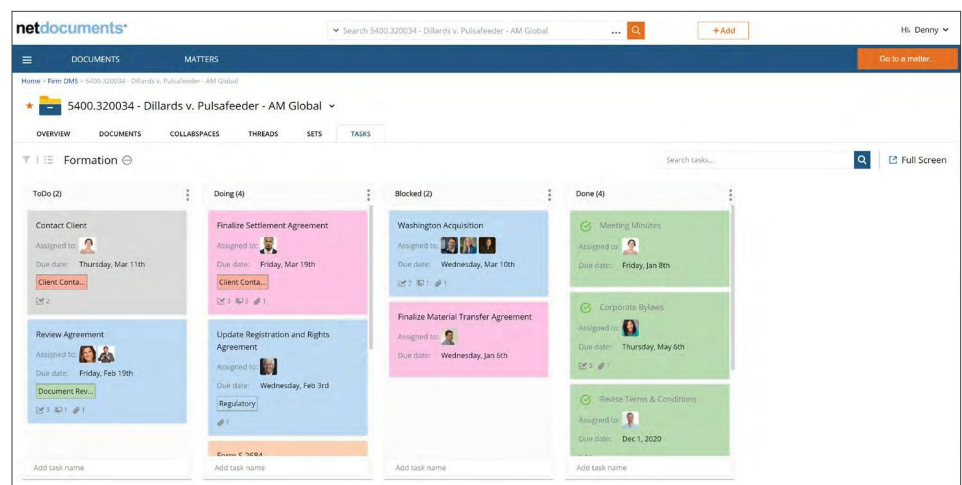 netdocuments
Search 5400.320034 - Dillards v. Pulsafeeder - AM Global ...
+Add
Hi, Denny
DOCUMENTS MATTERS
Go to a matter...
Home > Firm DMS > 5400.320034 - Dillards v. Pulsafeeder - AM Global
5400.320034 - Dillards v. Pulsafeeder - AM Global
OVERVIEW DOCUMENTS COLLABSPACES THREADS SETS TASKS
Formation
Search tasks...
Full Screen
ToDo (2)
Contact Client
Assigned to:
Due date: Thursday, Mar 11th
Client Conta...
2
Review Agreement
Assigned to:
Due date: Friday, Feb 19th
Document Rev...
3 1 1
Add task name
Doing (4)
Finalize Settlement Agreement
Assigned to:
Due date: Friday, Mar 19th
Client Conta...
3 3 1
Update Registration and Rights
Agreement
Assigned to:
Due date: Wednesday, Feb 3rd
Regulatory
1
Form S-2684
Add task name
Blocked (2)
Washington Acquisition
Assigned to:
Due date: Wednesday, Mar 10th
2 1 1
Finalize Material Transfer Agreement
Assigned to:
Due date: Wednesday, Jan 6th
Add task name
Done (4)
Meeting Minutes
Assigned to:
Due date: Friday, Jan 8th
Corporate Bylaws
Assigned to:
Due date: Thursday, May 6th
3 1
Revise Terms & Conditions
Assigned to:
Due date: Dec 1, 2020
Add task name